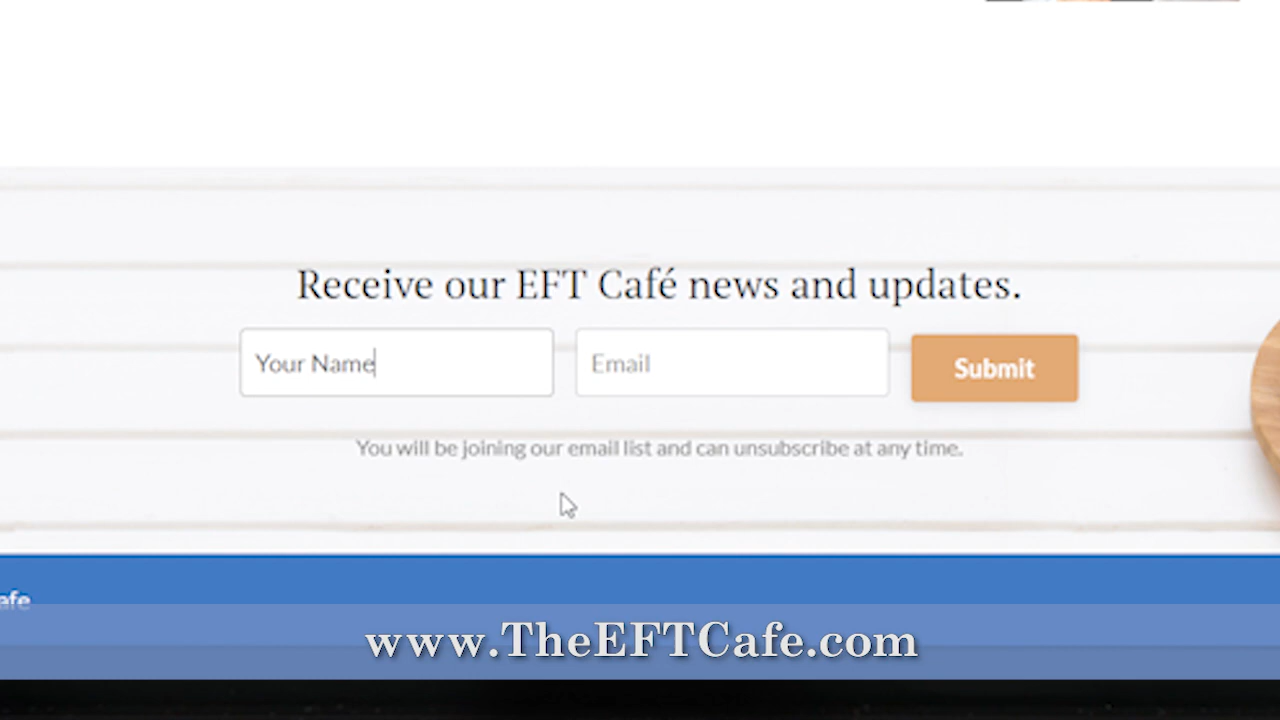 Receive our EFT Café news and updates.
Your Name
Email
Submit
You will be joining our email list and can unsubscribe at any time.
afe
www.TheEFTCafe.com